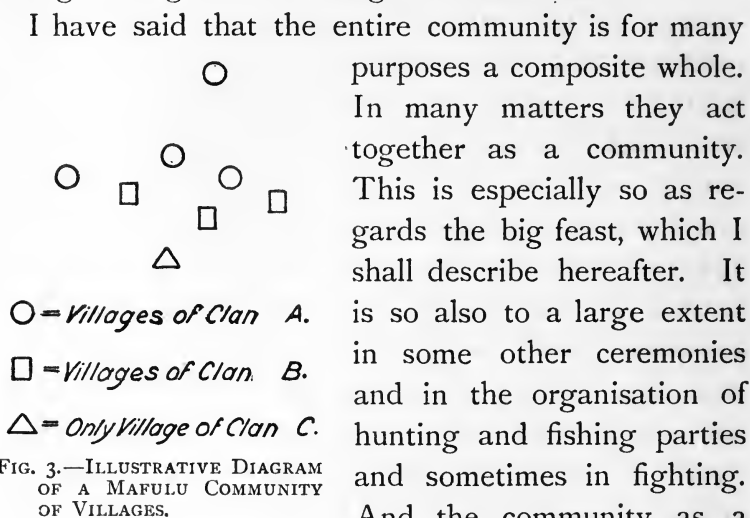 I have said that the entire community is for many
purposes a composite whole.
In many matters they act
together as a community.
This is especially so as re-
gards the big feast, which I
shall describe hereafter. It
is so also to a large extent
in some other ceremonies
and in the organisation of
hunting and fishing parties
and sometimes in fighting.
And the community as a
= Villages of Clan A.
= Villages of Clan B.
= Only Village of Clan C.
FIG. 3.—ILLUSTRATIVE DIAGRAM
OF A MAFULU COMMUNITY
OF VILLAGES.